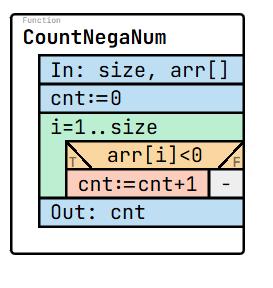 Function
CountNegaNum
In: size, arr[]
cnt:=0
i=1..size
T arr[i]<0 F
cnt:=cnt+1 -
Out: cnt